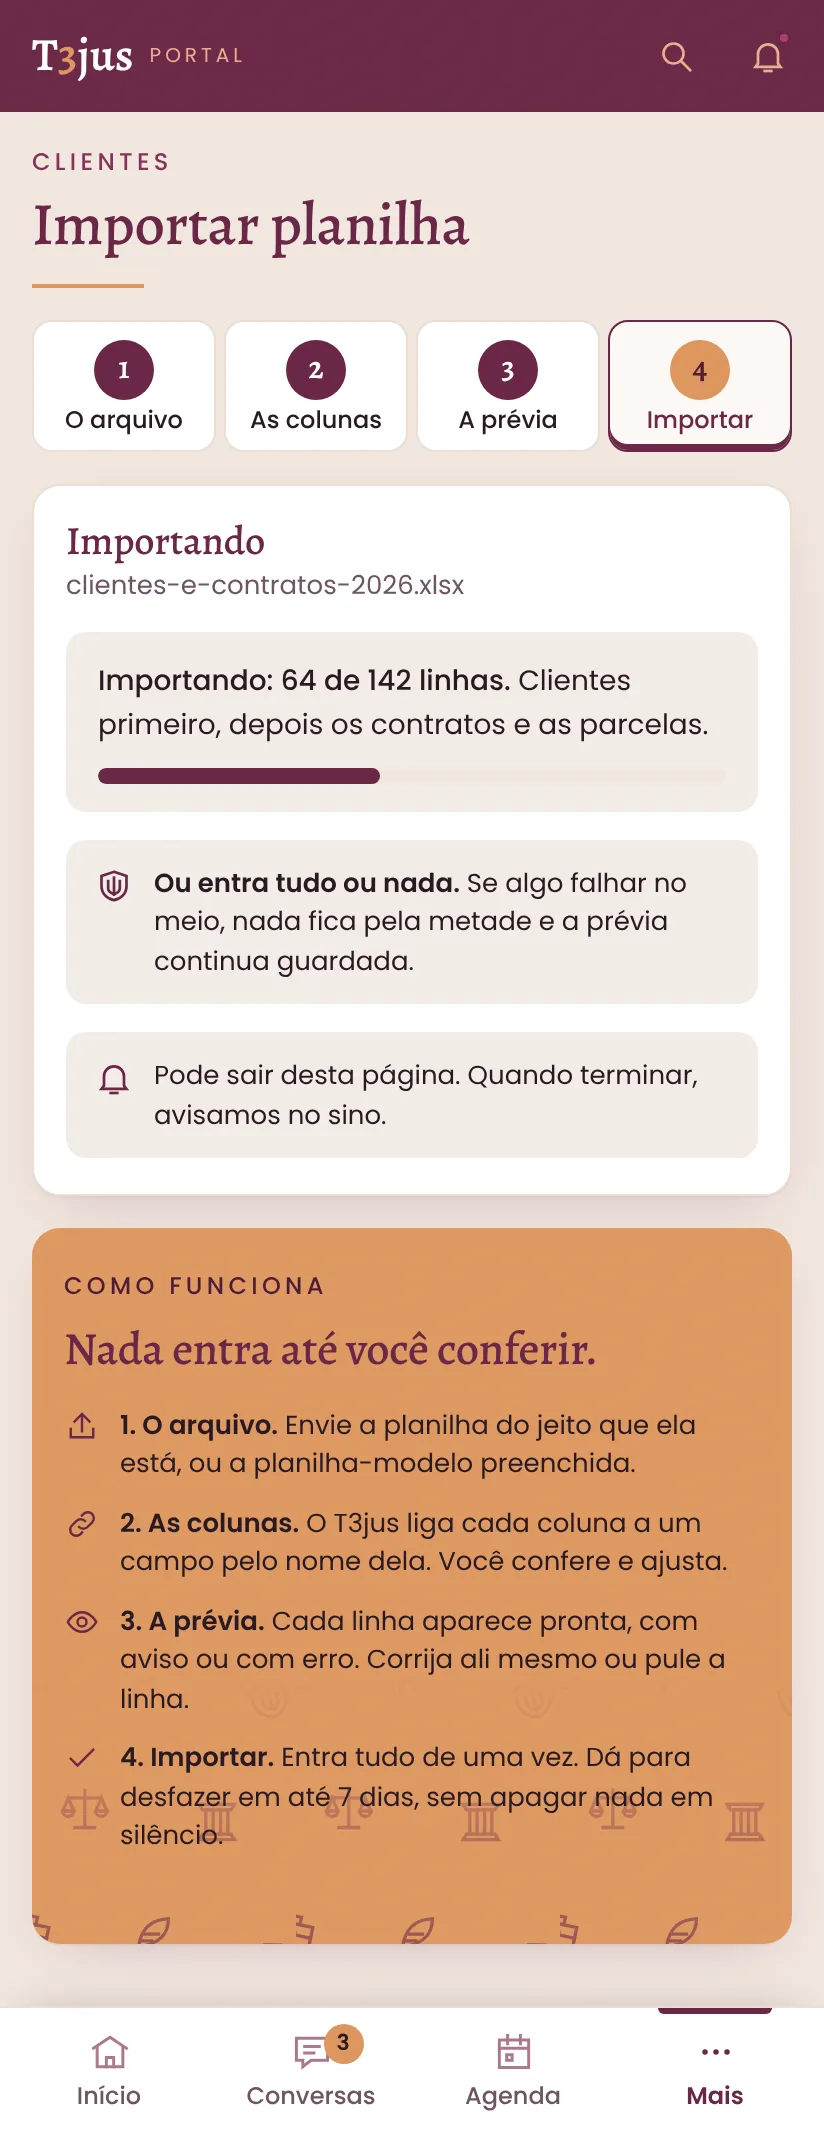 T3jus PORTAL
CLIENTES
Importar planilha
1
O arquivo
2
As colunas
3
A prévia
4
Importar
Importando
clientes-e-contratos-2026.xlsx
Importando: 64 de 142 linhas. Clientes
primeiro, depois os contratos e as parcelas.
Ou entra tudo ou nada. Se algo falhar no
meio, nada fica pela metade e a prévia
continua guardada.
Pode sair desta página. Quando terminar,
avisamos no sino.
COMO FUNCIONA
Nada entra até você conferir.
1. O arquivo. Envie a planilha do jeito que ela
está, ou a planilha-modelo preenchida.
2. As colunas. O T3jus liga cada coluna a um
campo pelo nome dela. Você confere e ajusta.
3. A prévia. Cada linha aparece pronta, com
aviso ou com erro. Corrija ali mesmo ou pule a
linha.
4. Importar. Entra tudo de uma vez. Dá para
desfazer em até 7 dias, sem apagar nada em
silêncio.
Início
3
Conversas
Agenda
Mais